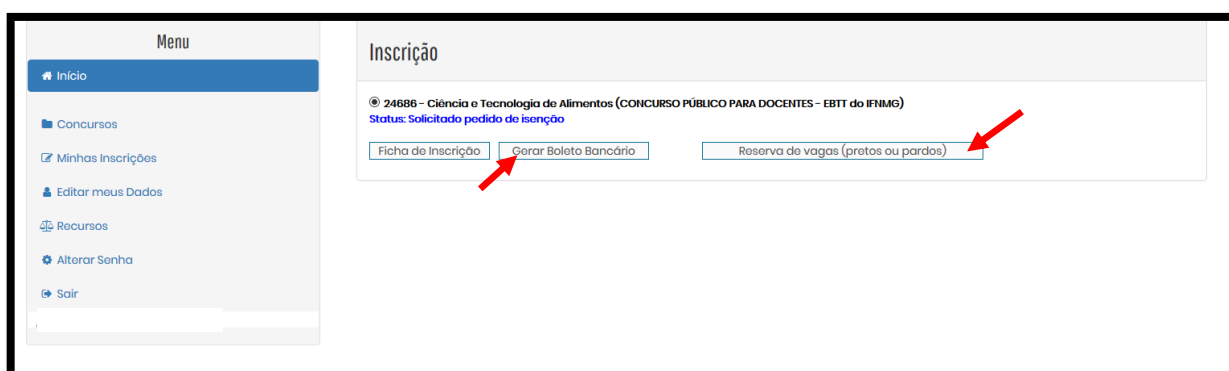 Menu
Início
Concursos
Minhas Inscrições
Editar meus Dados
Recursos
Alterar Senha
Sair
Inscrição
24686 - Ciência e Tecnologia de Alimentos (CONCURSO PÚBLICO PARA DOCENTES - EBTT do IFNMG)
Status: Solicitado pedido de isenção
Ficha de Inscrição Gerar Boleto Bancário Reserva de vagas (pretos ou pardos)